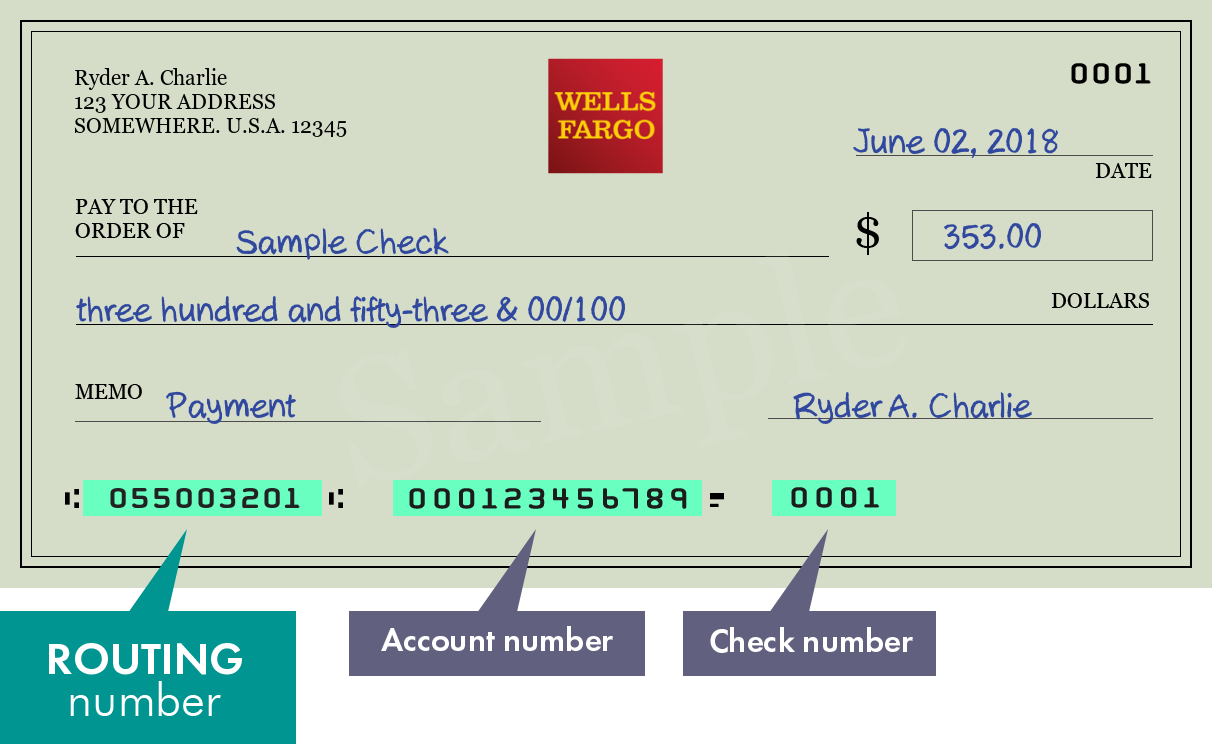 Ryder A. Charlie
123 YOUR ADDRESS
SOMEWHERE. U.S.A. 12345
WELLS
FARGO
0001
June 02, 2018
DATE
PAY TO THE
ORDER OF
Sample Check
$ 353.00
three hundred and fifty-three & 00/100
DOLLARS
Sample
MEMO
Payment
Ryder A. Charlie
⑆055003201⑆ 000123456789⑈ 0001
ROUTING
number
Account number
Check number